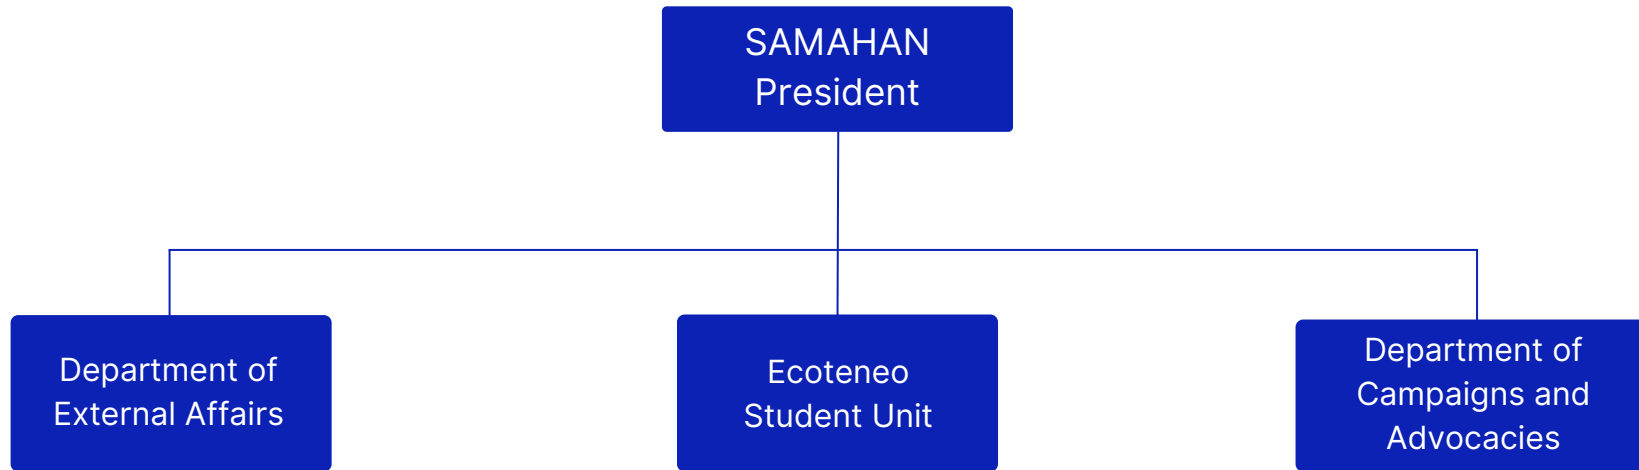 SAMAHAN
President
Department of
External Affairs
Ecoteneo
Student Unit
Department of
Campaigns and
Advocacies